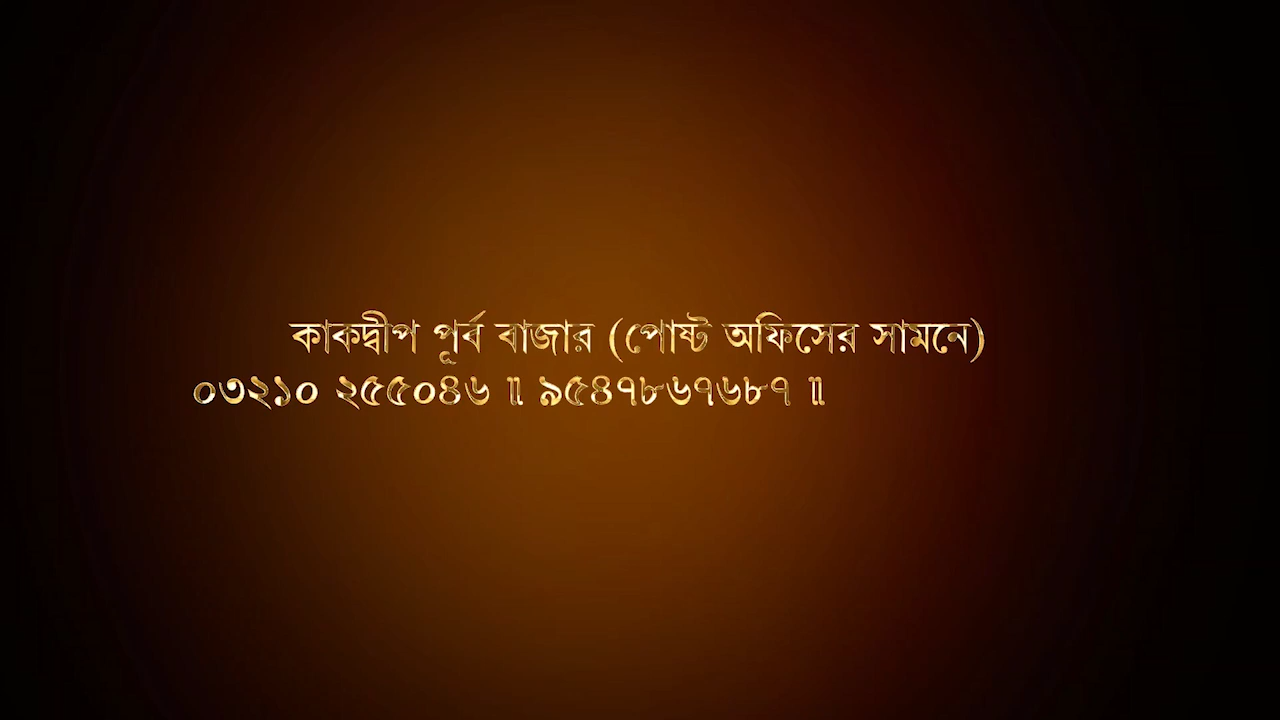 কাকদ্বীপ পূর্ব বাজার (পোষ্ট অফিসের সামনে)
০৩২১০ ২৫৫০৪৬ ॥ ৯৫৪৭৮৬৭৬৮৭ ॥